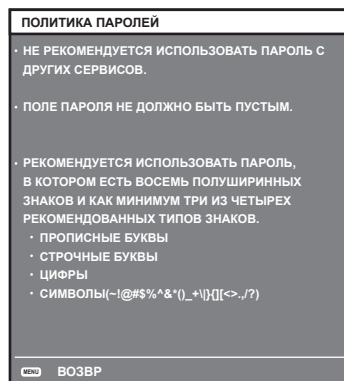 ПОЛИТИКА ПАРОЛЕЙ
· НЕ РЕКОМЕНДУЕТСЯ ИСПОЛЬЗОВАТЬ ПАРОЛЬ С
ДРУГИХ СЕРВИСОВ.
· ПОЛЕ ПАРОЛЯ НЕ ДОЛЖНО БЫТЬ ПУСТЫМ.
· РЕКОМЕНДУЕТСЯ ИСПОЛЬЗОВАТЬ ПАРОЛЬ,
В КОТОРОМ ЕСТЬ ВОСЕМЬ ПОЛУШИРИННЫХ
ЗНАКОВ И КАК МИНИМУМ ТРИ ИЗ ЧЕТЫРЕХ
РЕКОМЕНДОВАННЫХ ТИПОВ ЗНАКОВ.
· ПРОПИСНЫЕ БУКВЫ
· СТРОЧНЫЕ БУКВЫ
· ЦИФРЫ
· СИМВОЛЫ(~!@#$%^&*()_+\|}{][<>.,/?)
MENU ВОЗВР